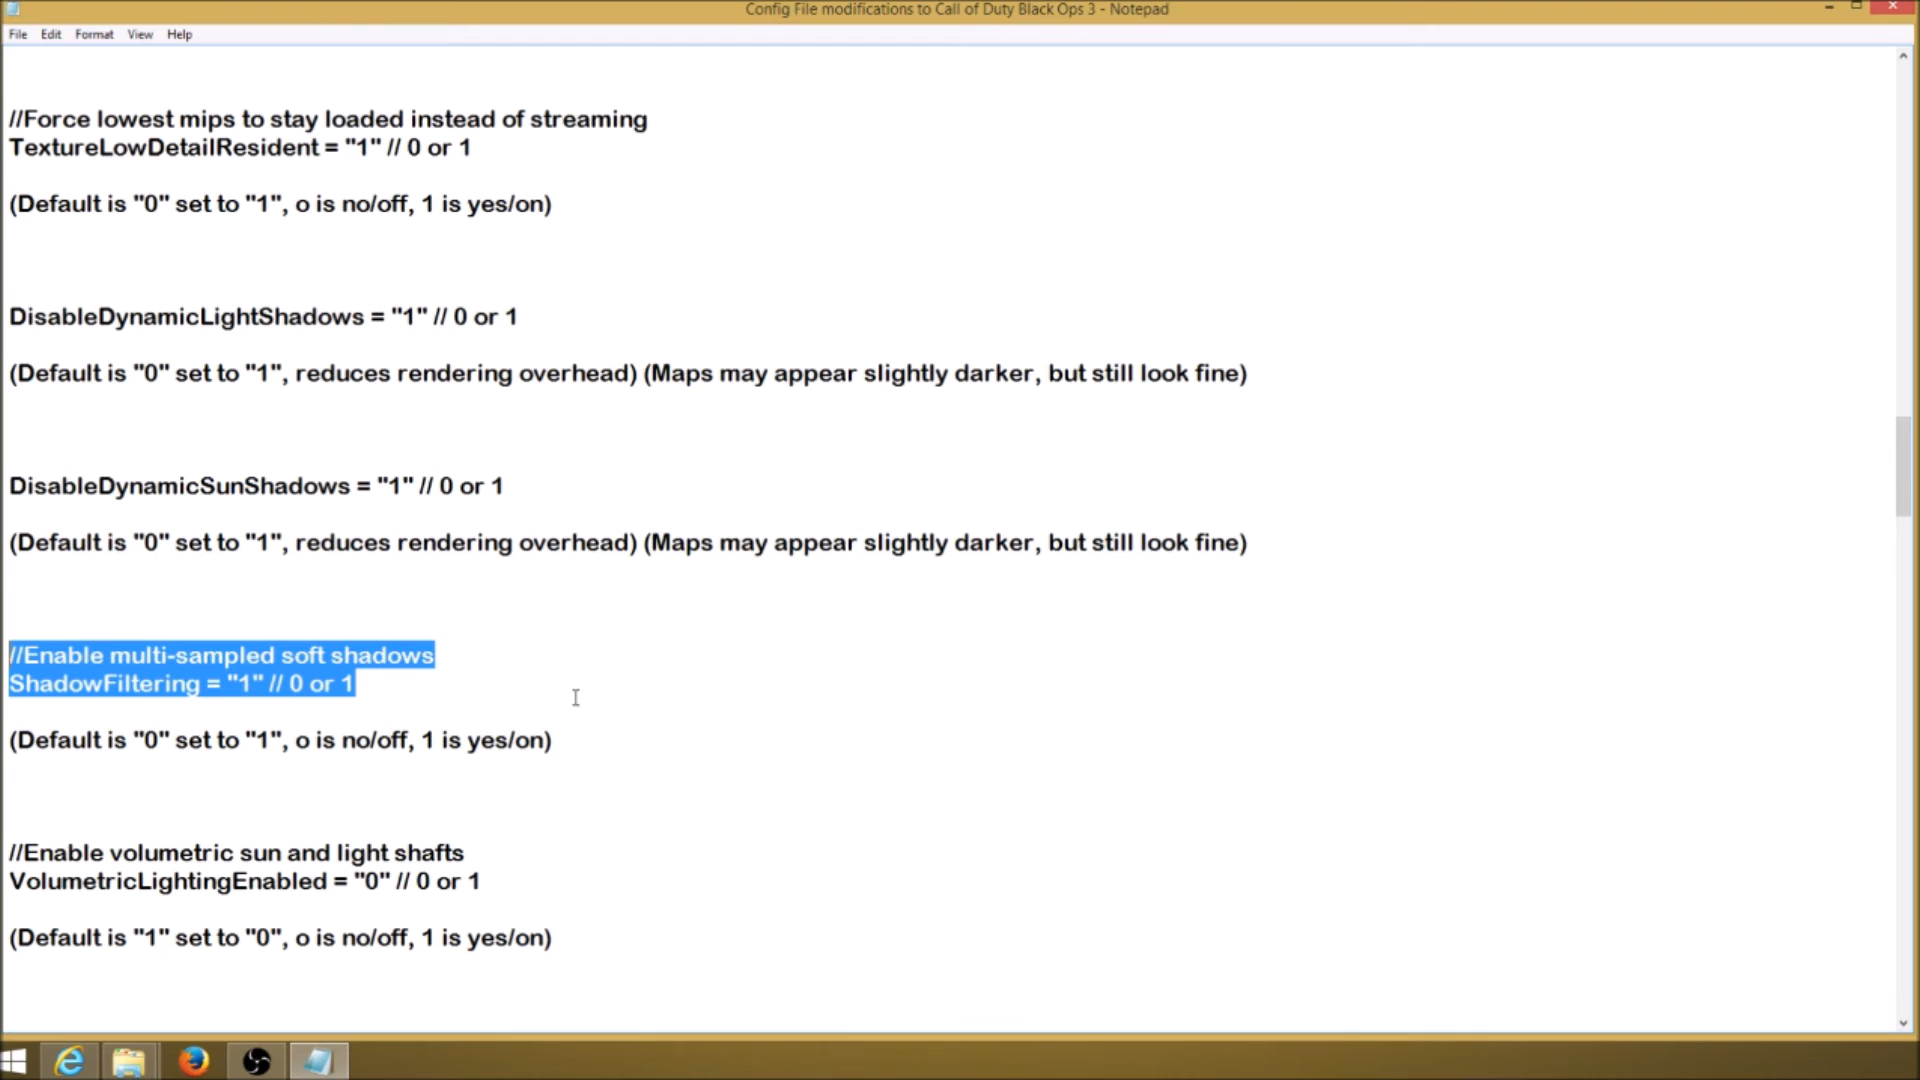 Config File modifications to Call of Duty Black Ops 3 - Notepad
File Edit Format View Help
//Force lowest mips to stay loaded instead of streaming
TextureLowDetailResident = "1" // 0 or 1
(Default is "0" set to "1", o is no/off, 1 is yes/on)
DisableDynamicLightShadows = "1" // 0 or 1
(Default is "0" set to "1", reduces rendering overhead) (Maps may appear slightly darker, but still look fine)
DisableDynamicSunShadows = "1" // 0 or 1
(Default is "0" set to "1", reduces rendering overhead) (Maps may appear slightly darker, but still look fine)
//Enable multi-sampled soft shadows
ShadowFiltering = "1" // 0 or 1
(Default is "0" set to "1", o is no/off, 1 is yes/on)
//Enable volumetric sun and light shafts
VolumetricLightingEnabled = "0" // 0 or 1
(Default is "1" set to "0", o is no/off, 1 is yes/on)